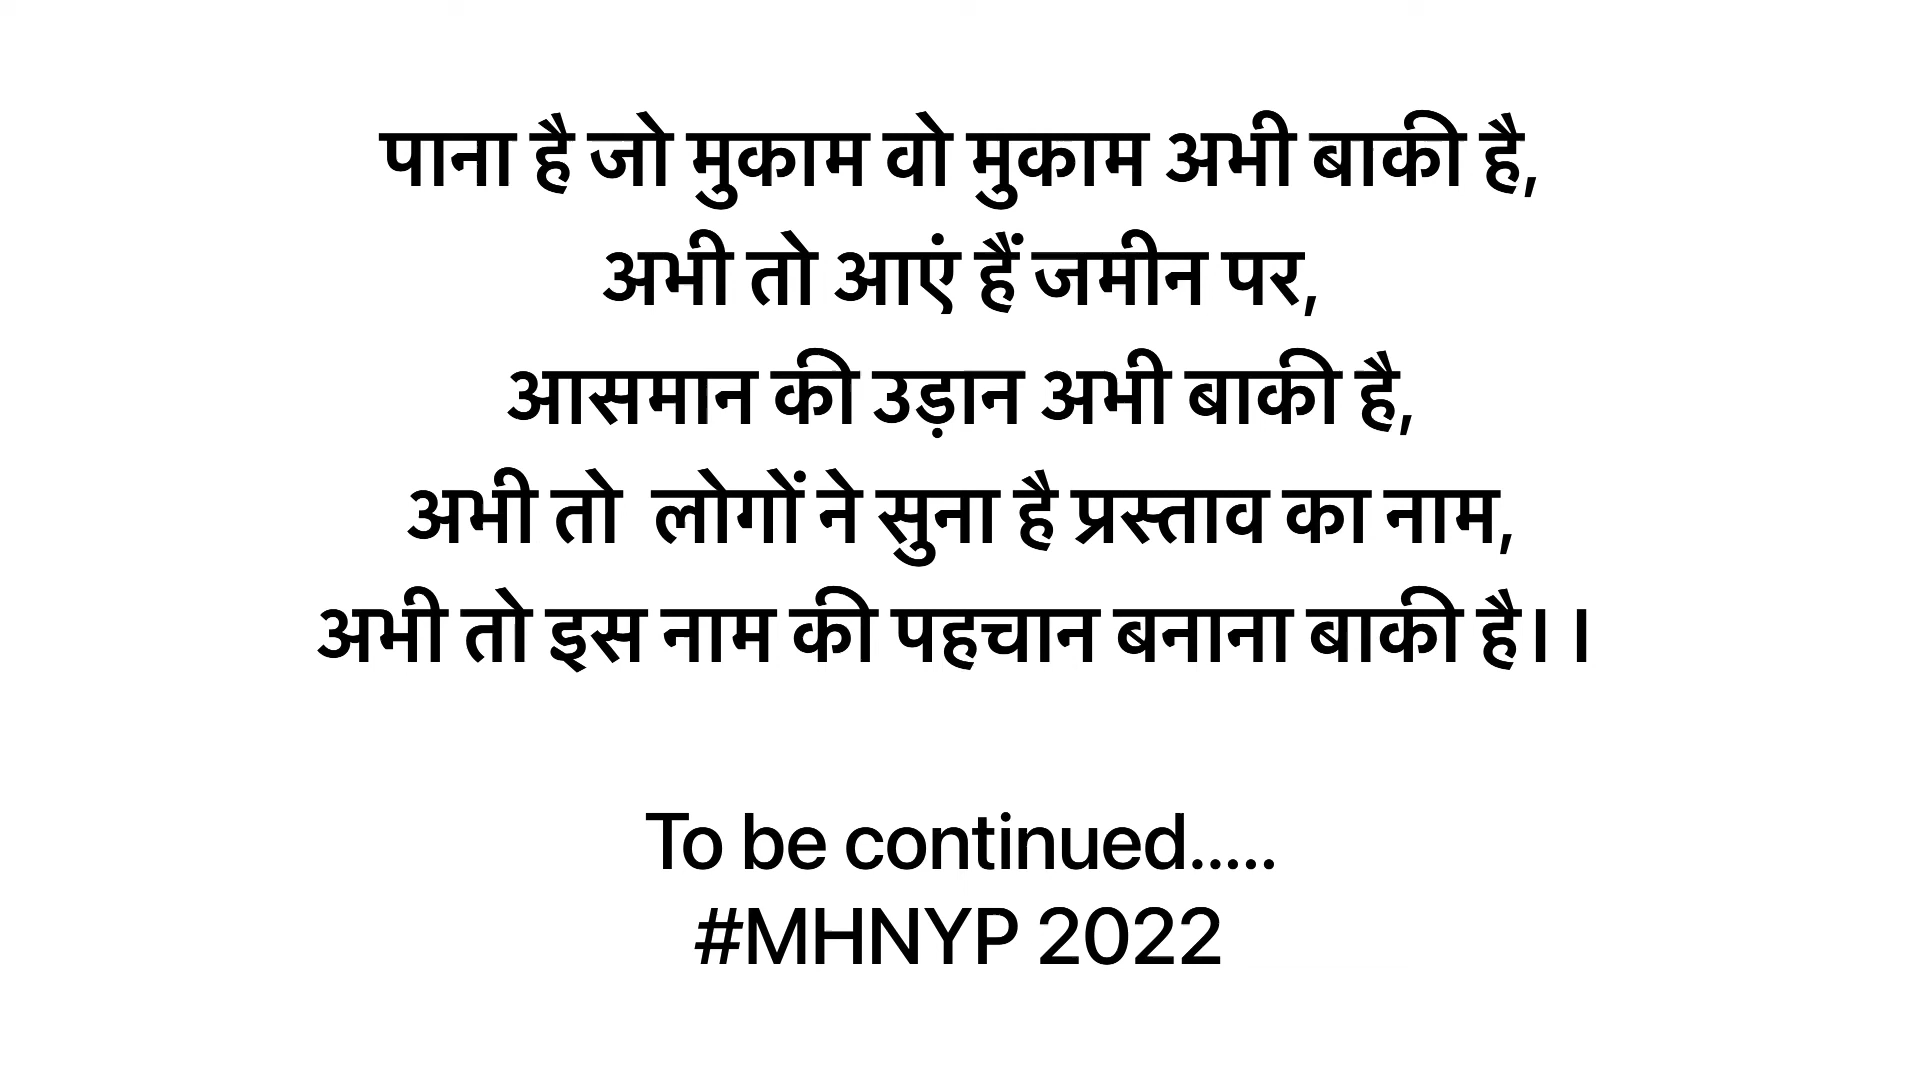 पाना है जो मुकाम वो मुकाम अभी बाकी है,
अभी तो आएं हैं जमीन पर,
आसमान की उड़ान अभी बाकी है,
अभी तो  लोगों ने सुना है प्रस्ताव का नाम,
अभी तो इस नाम की पहचान बनाना बाकी है। ।
To be continued.....
#MHNYP 2022